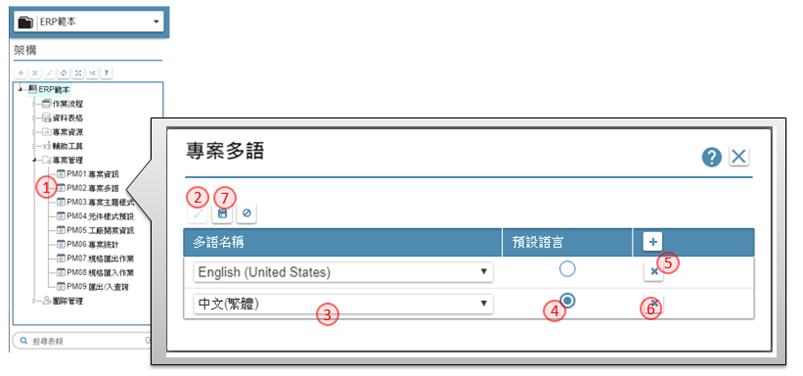 ERP範本
架構
ERP範本
作業流程
資料表格
專案資源
輔助工具
專案管理
PM01.專案資訊
1 PM02.專案多語
PM03.專案主題樣式
PM04.元件樣式預設
PM05.工廠開案資訊
PM06.專案統計
PM07.規格匯出作業
PM08.規格匯入作業
PM09.匯出/入查詢
團隊管理
搜尋表報
專案多語
?
2 7
多語名稱 預設語言 +
English (United States) 5
中文(繁體) 3 4 6